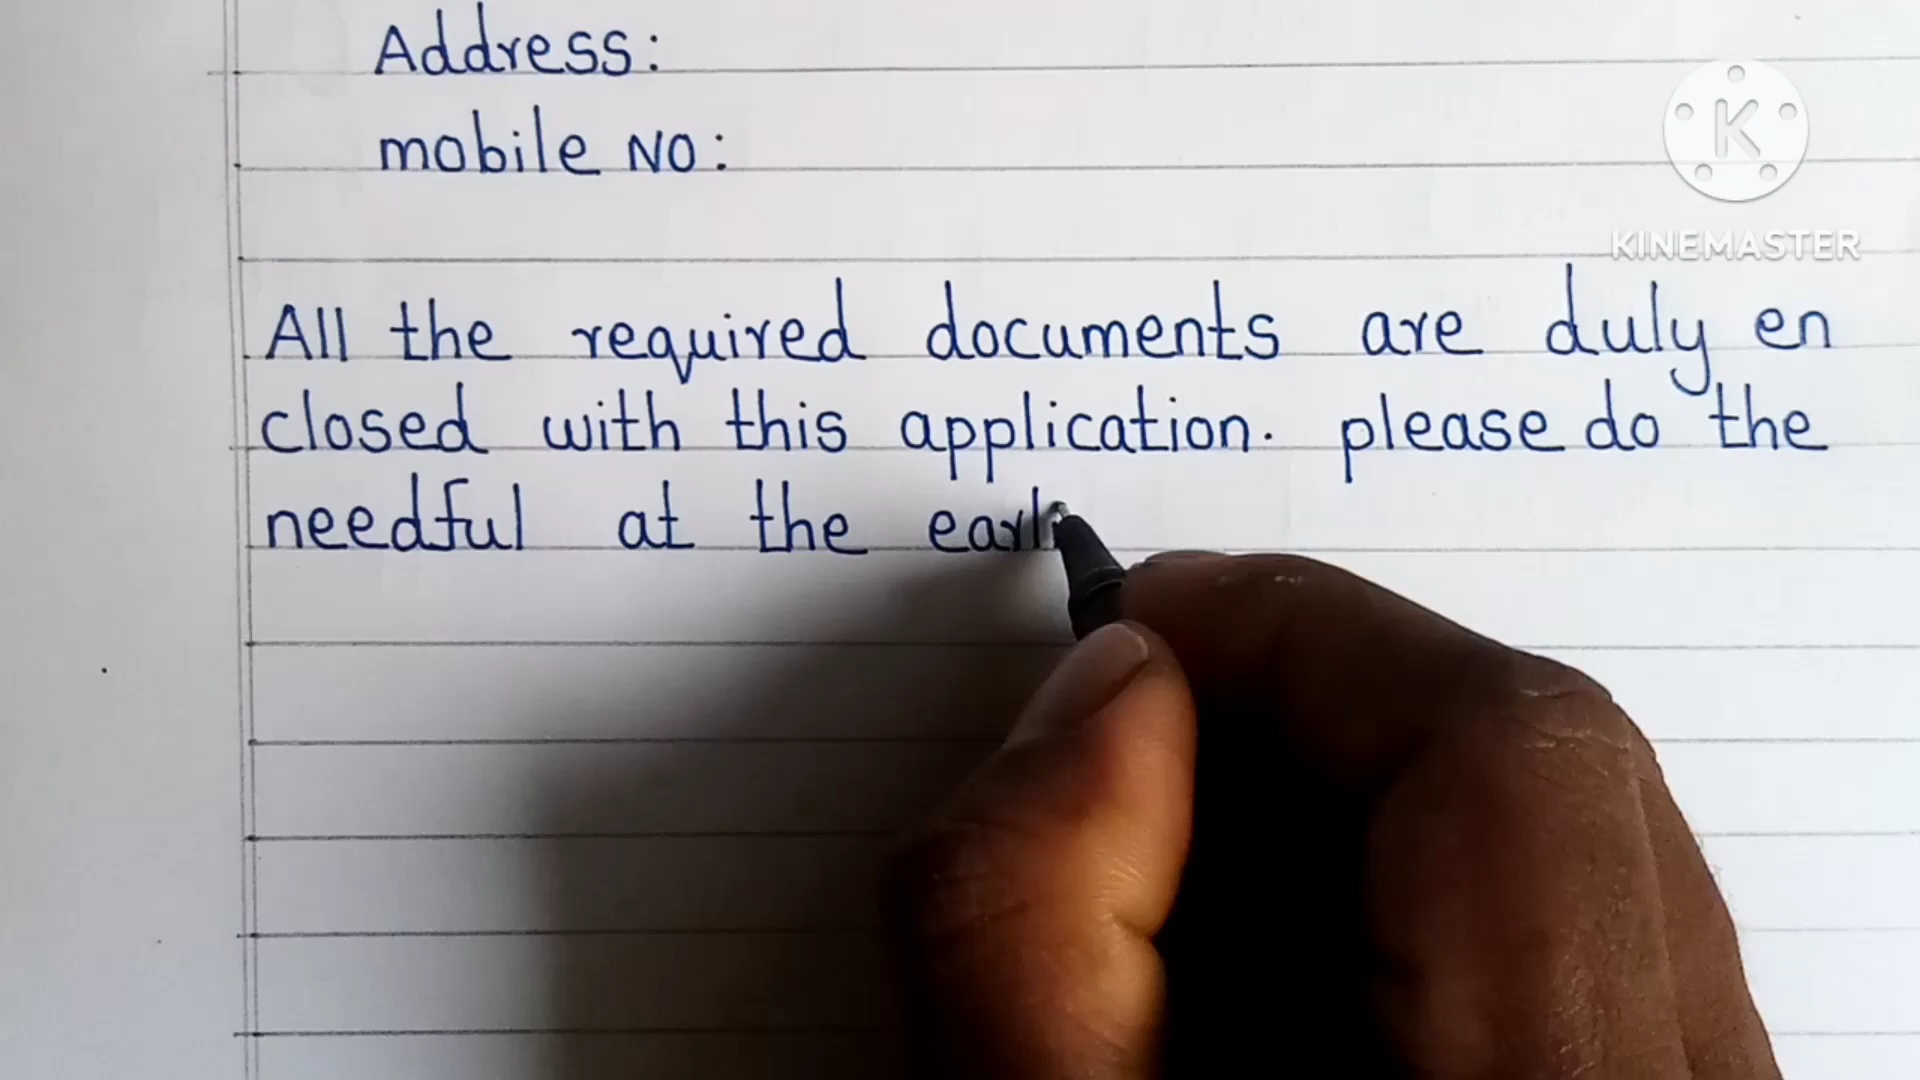 Address:
mobile NO:
K
KINEMASTER
All the required documents are duly en
closed with this application. please do the
needful at the earl